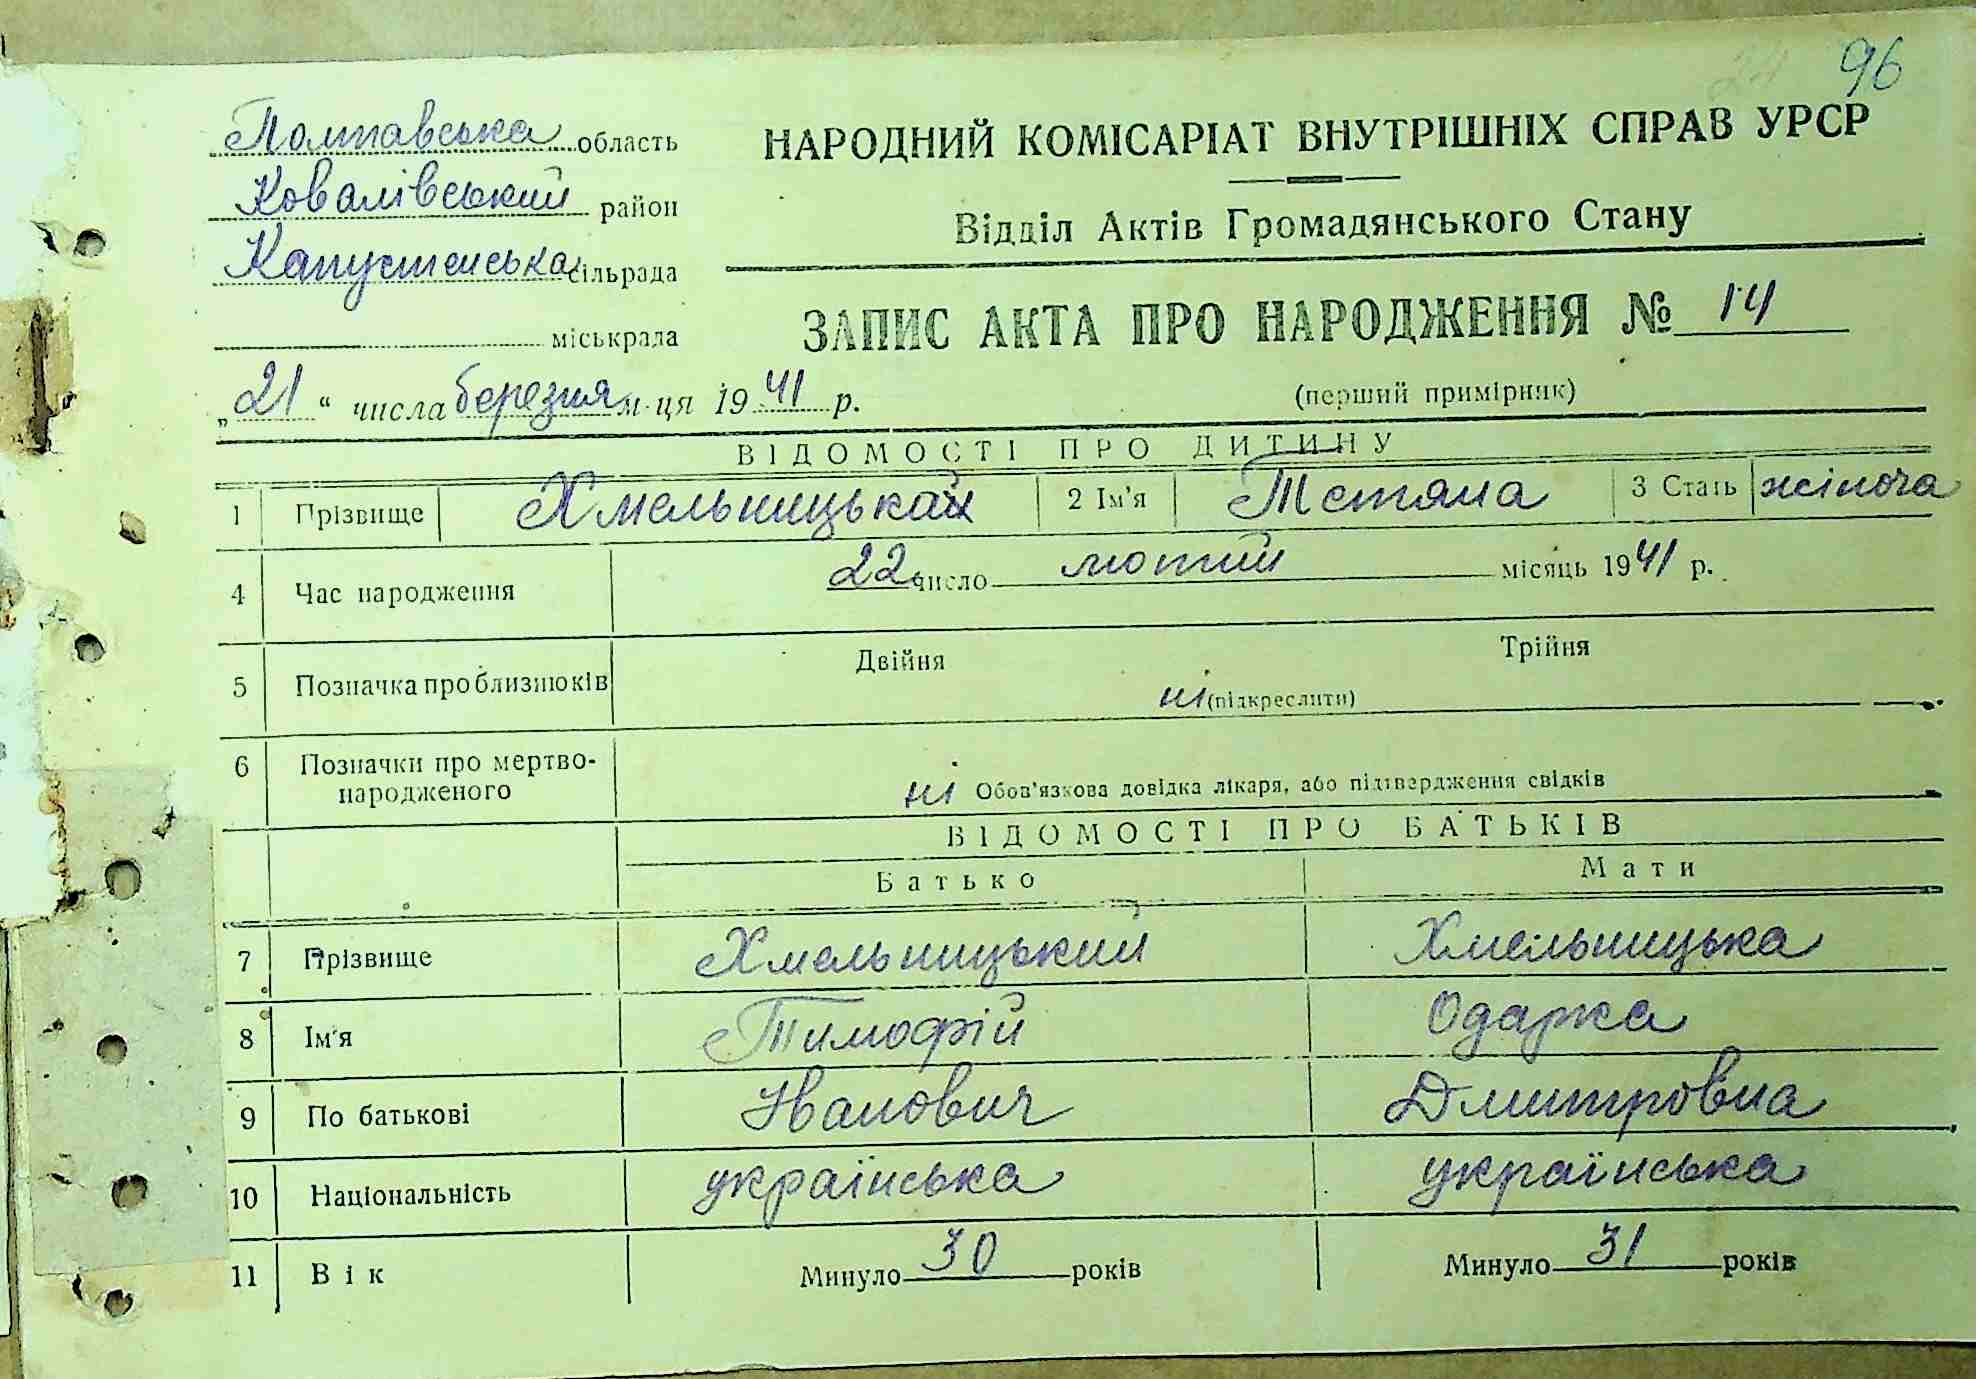 96
Полтавська область
Ковалівський район
Капустенська сільрада
міськрада
НАРОДНИЙ КОМІСАРІАТ ВНУТРІШНІХ СПРАВ УРСР
Відділ Актів Громадянського Стану
ЗАПИС АКТА ПРО НАРОДЖЕННЯ № 14
(перший примірник)
„21“ числа березня м-ця 1941 р.
ВІДОМОСТІ ПРО ДИТИНУ
1 Прізвище Хмельницька 2 Ім'я Тетяна 3 Стать жіноча
4 Час народження 22 число лютий місяць 1941 р.
5 Позначка про близнюків Двійня Трійня
ні (підкреслити)
6 Позначки про мертво-
народженого ні Обов'язкова довідка лікаря, або підтвердження свідків
ВІДОМОСТІ ПРО БАТЬКІВ
Батько Мати
7 Прізвище Хмельницький Хмельницька
8 Ім'я Тимофій Одарка
9 По батькові Іванович Дмитровна
10 Національність українська українська
11 Вік Минуло 30 років Минуло 31 років